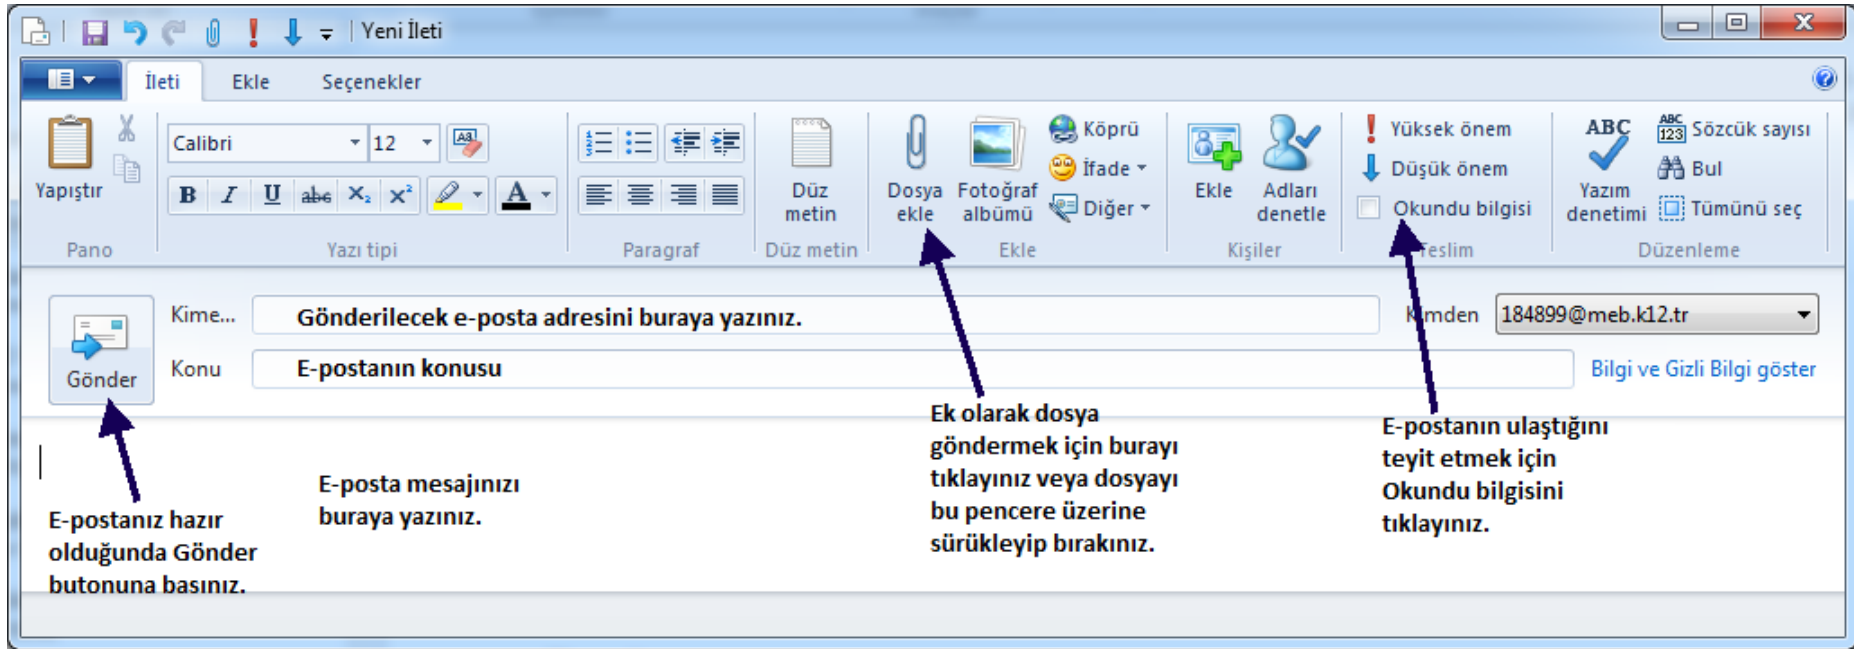 Yeni İleti
İleti Ekle Seçenekler
Calibri 12
Yapıştır
B I U abc X₂ X² A
Düz metin
Dosya ekle
Fotoğraf albümü
Köprü
İfade
Diğer
Ekle
Adları denetle
Yüksek önem
Düşük önem
Okundu bilgisi
ABC
Yazım denetimi
ABC 123 Sözcük sayısı
Bul
Tümünü seç
Pano Yazı tipi Paragraf Düz metin Ekle Kişiler Teslim Düzenleme
Gönder
Kime... Gönderilecek e-posta adresini buraya yazınız. Kimden 184899@meb.k12.tr
Konu E-postanın konusu Bilgi ve Gizli Bilgi göster
E-postanız hazır
olduğunda Gönder
butonuna basınız.
E-posta mesajınızı
buraya yazınız.
Ek olarak dosya
göndermek için burayı
tıklayınız veya dosyayı
bu pencere üzerine
sürükleyip bırakınız.
E-postanın ulaştığını
teyit etmek için
Okundu bilgisini
tıklayınız.